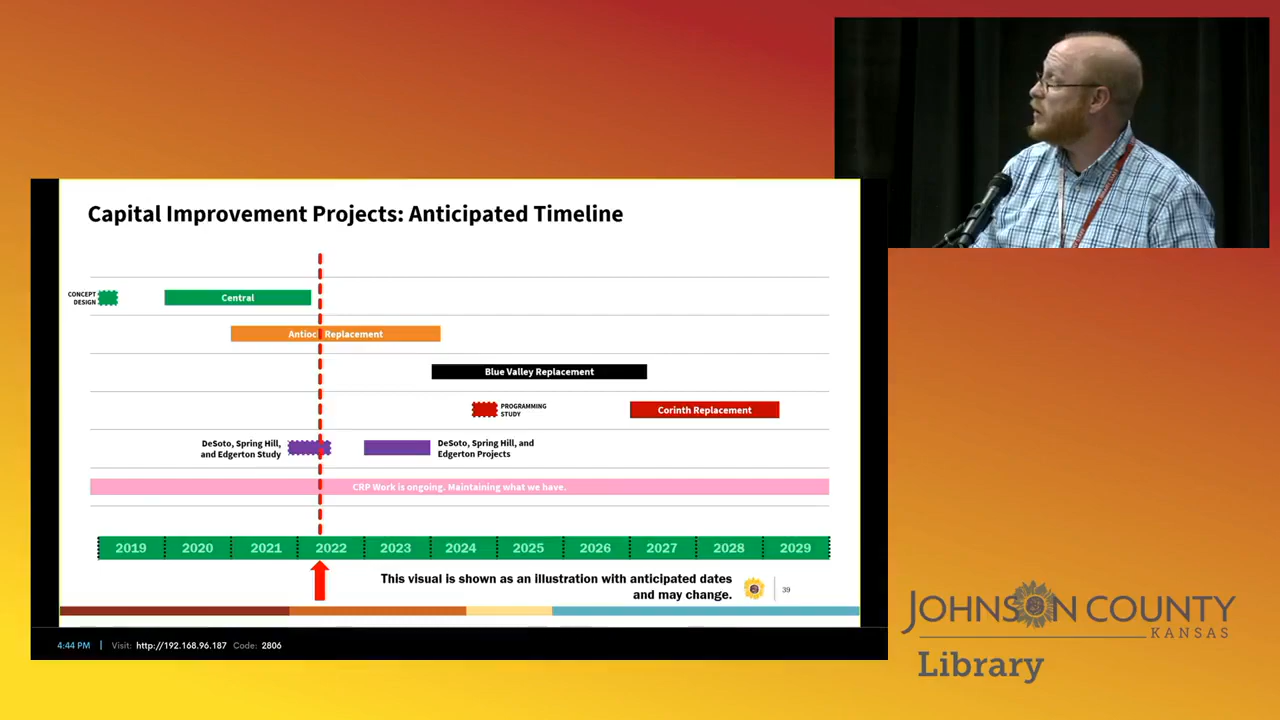 Capital Improvement Projects: Anticipated Timeline
CONCEPT
DESIGN
Central
Antioc Replacement
Blue Valley Replacement
PROGRAMMING
STUDY
Corinth Replacement
DeSoto, Spring Hill,
and Edgerton Study
DeSoto, Spring Hill, and
Edgerton Projects
CRP Work is ongoing. Maintaining what we have.
2019 2020 2021 2022 2023 2024 2025 2026 2027 2028 2029
This visual is shown as an illustration with anticipated dates
and may change.
39
4:44 PM | Visit: http://192.168.96.187 Code: 2806
JOHNSON COUNTY
KANSAS
Library